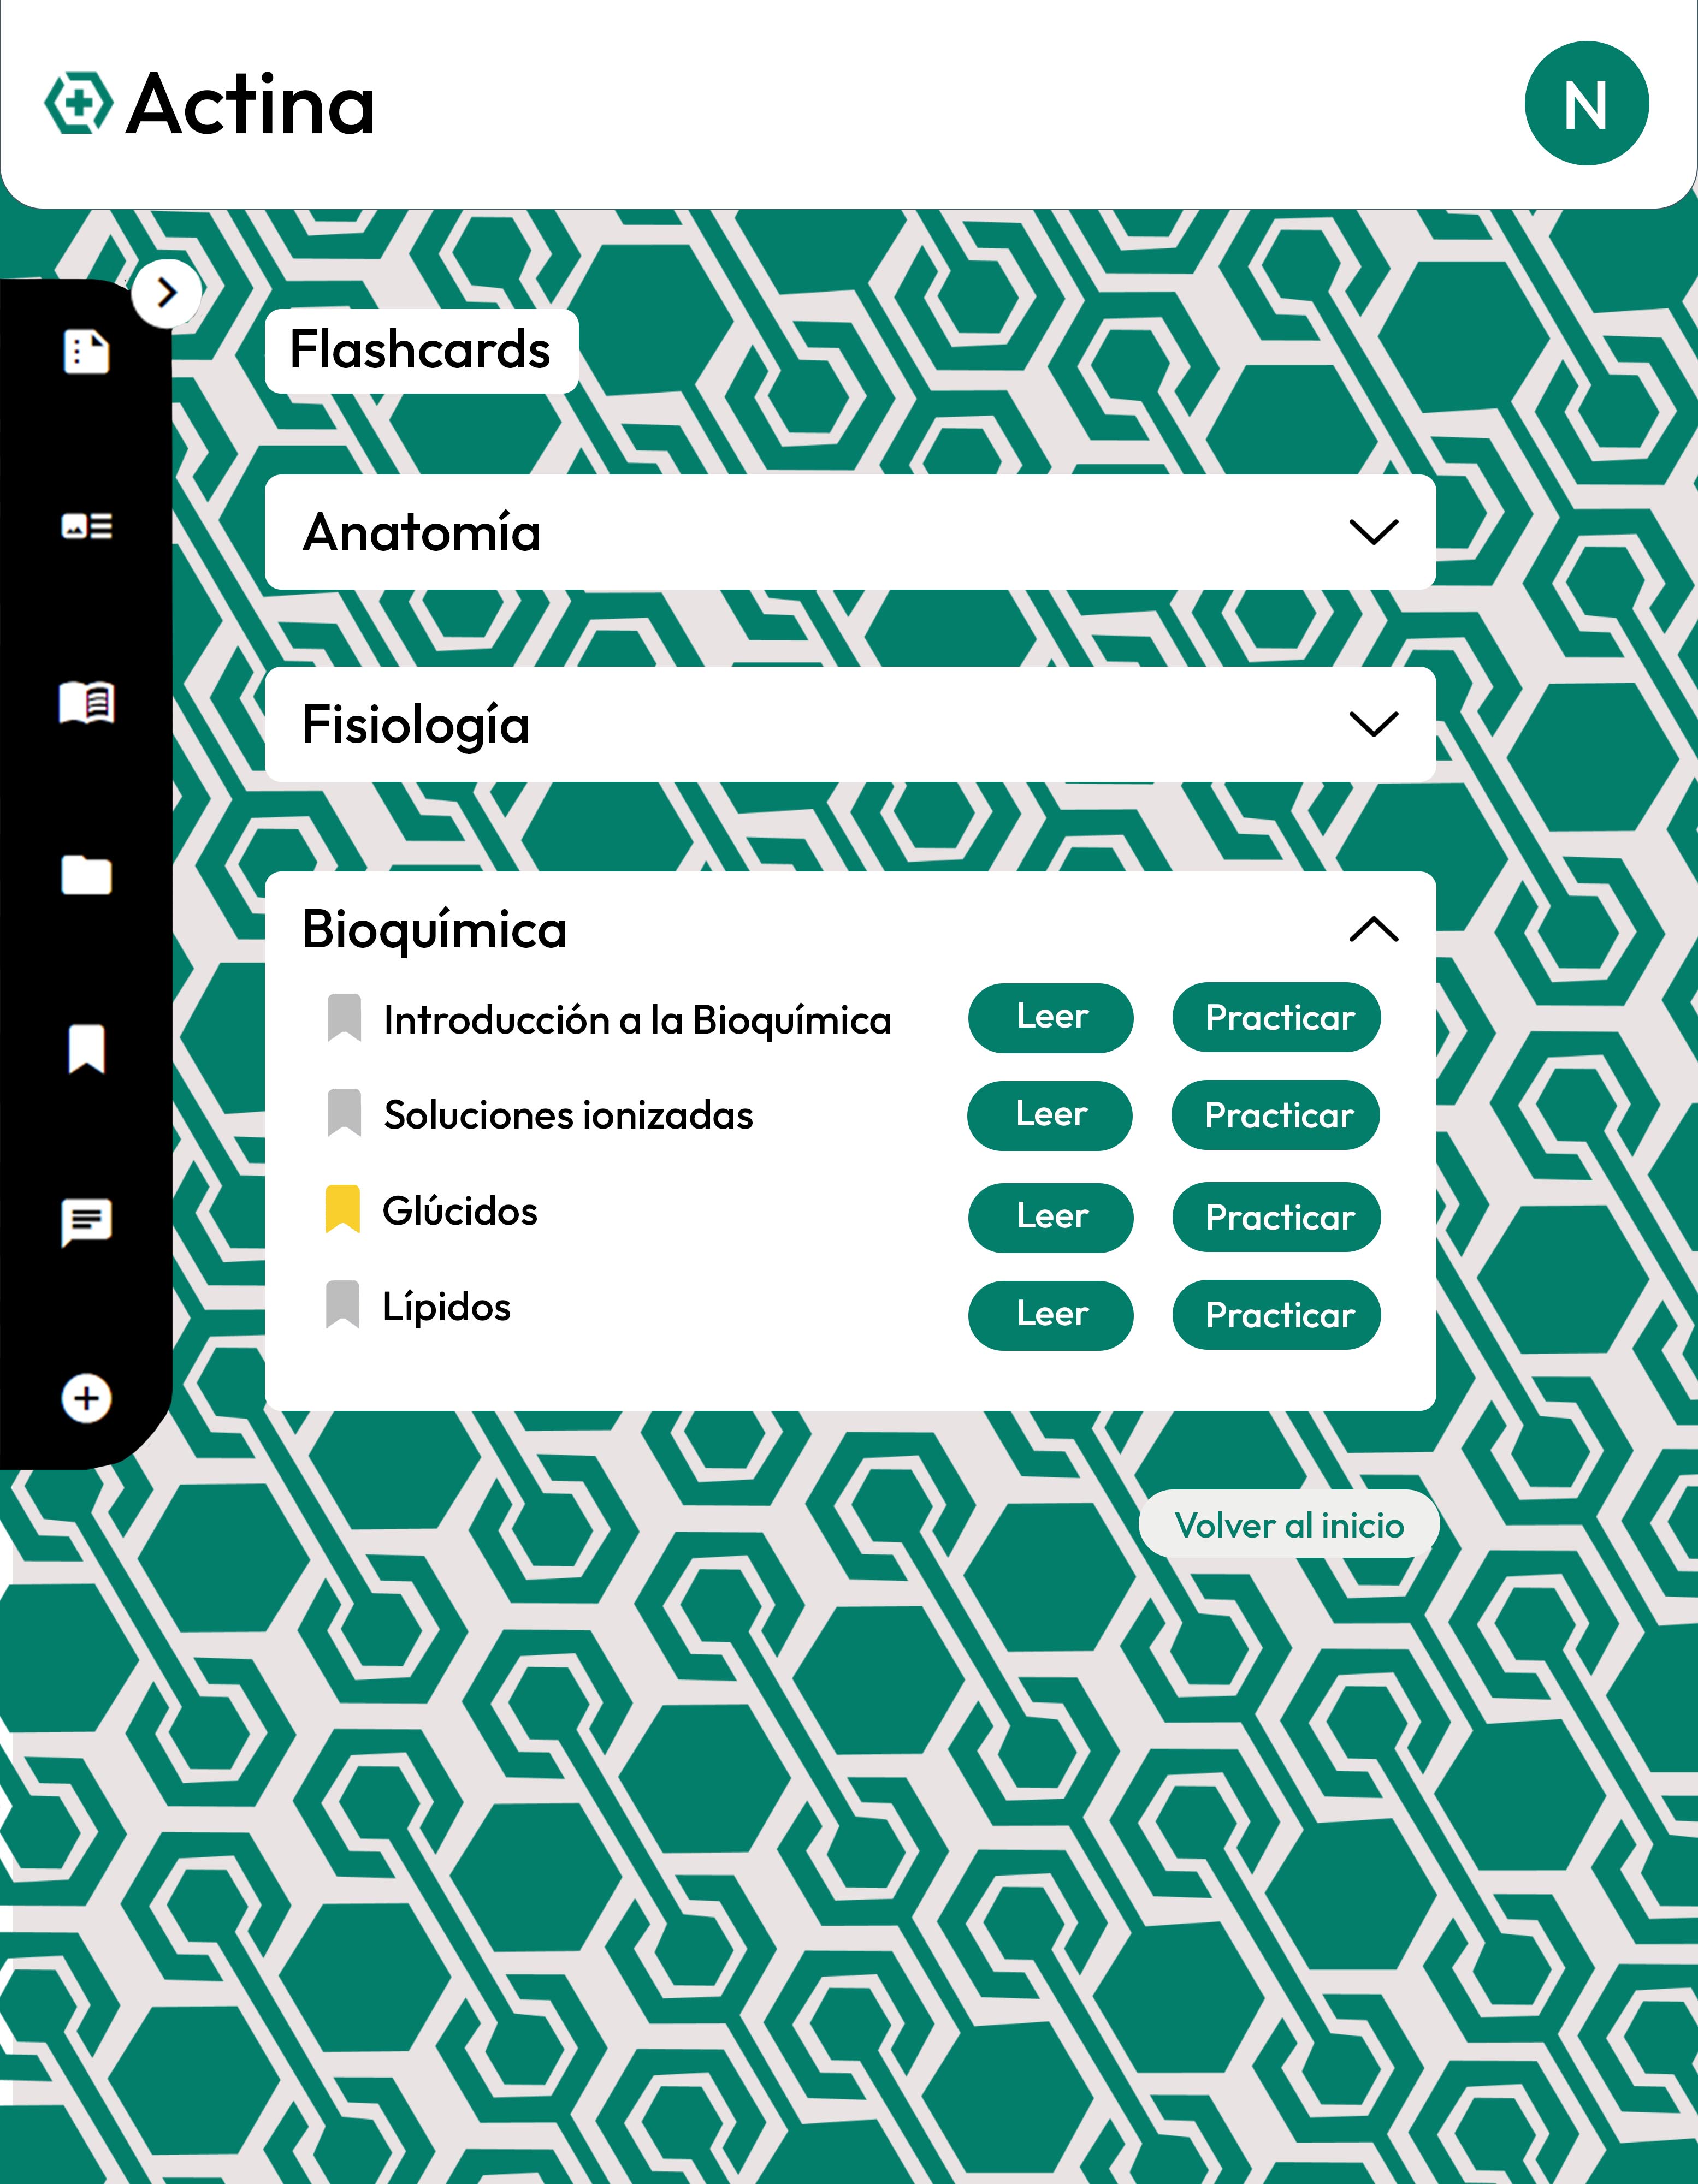 Actina
N
Flashcards
Anatomía
Fisiología
Bioquímica
Introducción a la Bioquímica Leer Practicar
Soluciones ionizadas Leer Practicar
Glúcidos Leer Practicar
Lípidos Leer Practicar
Volver al inicio